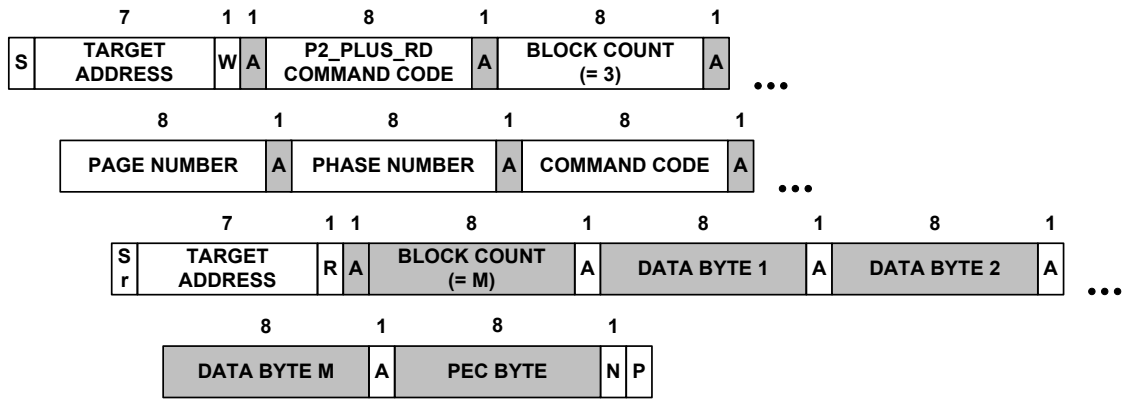 7 1 1 8 1 8 1
S TARGET ADDRESS W A P2_PLUS_RD COMMAND CODE A BLOCK COUNT (= 3) A
•••
8 1 8 1 8 1
PAGE NUMBER A PHASE NUMBER A COMMAND CODE A
•••
7 1 1 8 1 8 1 8 1
Sr TARGET ADDRESS R A BLOCK COUNT (= M) A DATA BYTE 1 A DATA BYTE 2 A
•••
8 1 8 1
DATA BYTE M A PEC BYTE N P